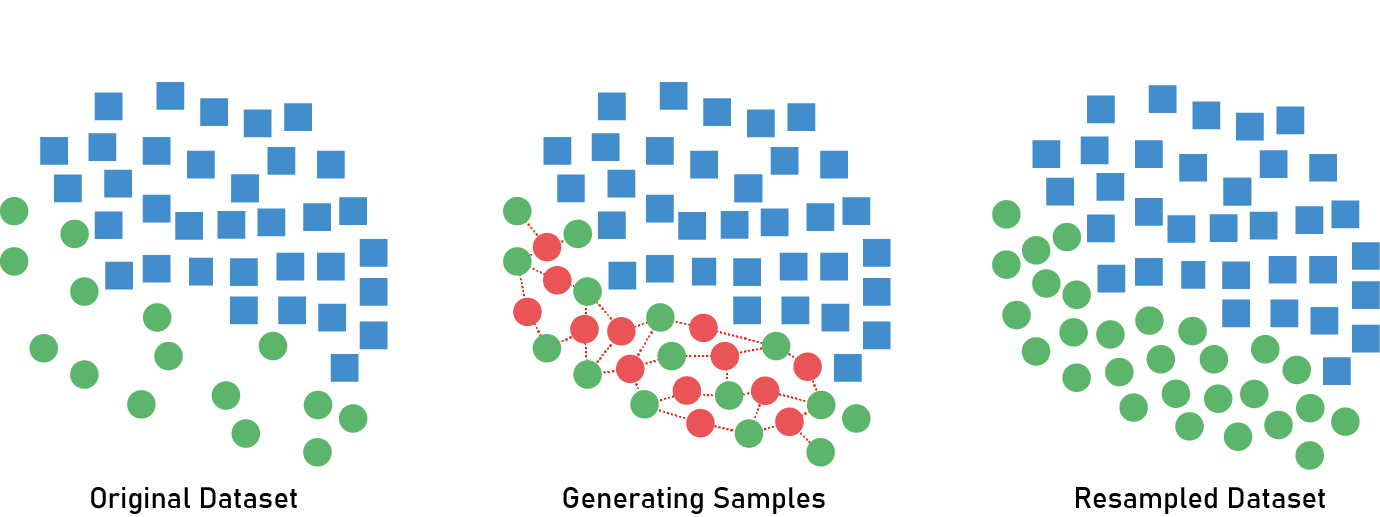 Original Dataset
Generating Samples
Resampled Dataset